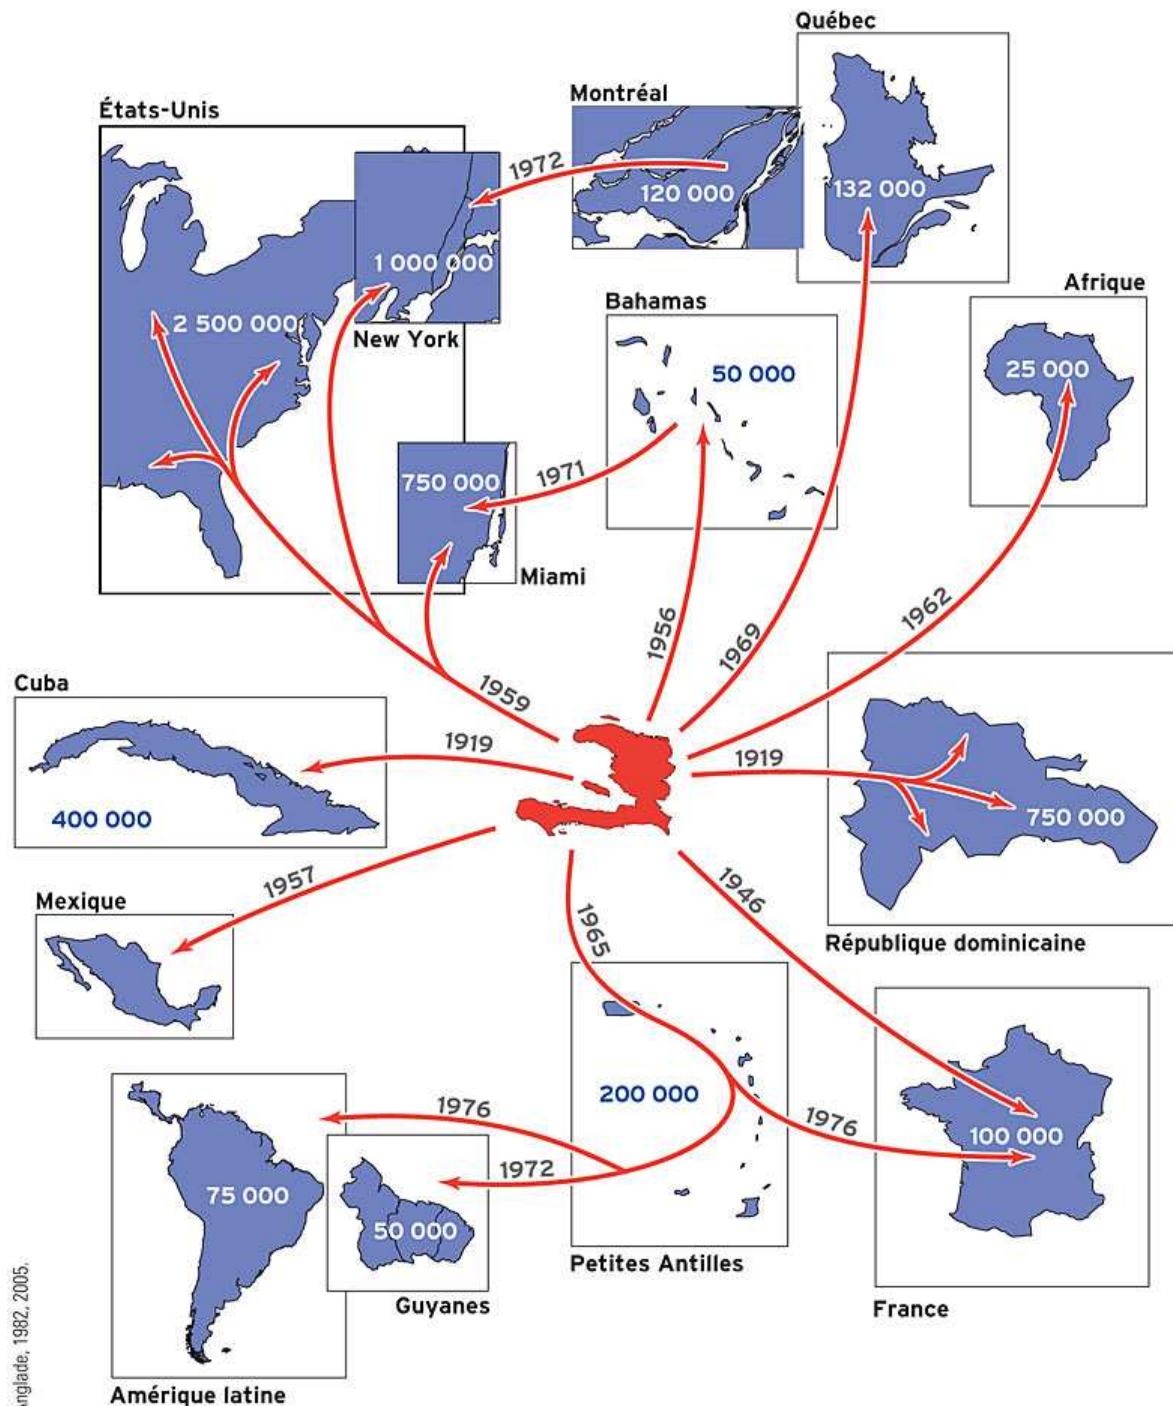 Québec
Montréal
États-Unis
1972
120 000
132 000
1 000 000
Afrique
Bahamas
2 500 000
New York
50 000
25 000
750 000
1971
Miami
1962
1956
1969
Cuba
1959
1919
1919
400 000
750 000
1957
1946
Mexique
1965
République dominicaine
200 000
1976
1976
100 000
1972
75 000
50 000
Petites Antilles
Guyanes
France
Amérique latine
Anglade, 1982, 2005.